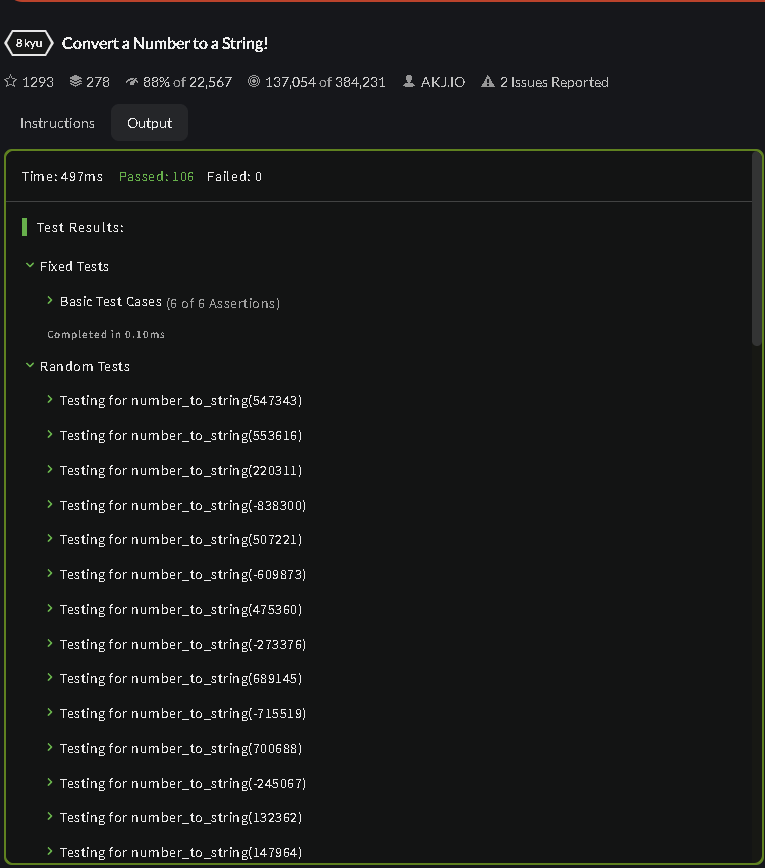 8 kyu Convert a Number to a String!
1293 278 88% of 22,567 137,054 of 384,231 AKJ.IO 2 Issues Reported
Instructions Output
Time: 497ms Passed: 106 Failed: 0
Test Results:
Fixed Tests
Basic Test Cases (6 of 6 Assertions)
Completed in 0.10ms
Random Tests
Testing for number_to_string(547343)
Testing for number_to_string(553616)
Testing for number_to_string(220311)
Testing for number_to_string(-838300)
Testing for number_to_string(507221)
Testing for number_to_string(-609873)
Testing for number_to_string(475360)
Testing for number_to_string(-273376)
Testing for number_to_string(689145)
Testing for number_to_string(-715519)
Testing for number_to_string(700688)
Testing for number_to_string(-245067)
Testing for number_to_string(132362)
Testing for number_to_string(147964)